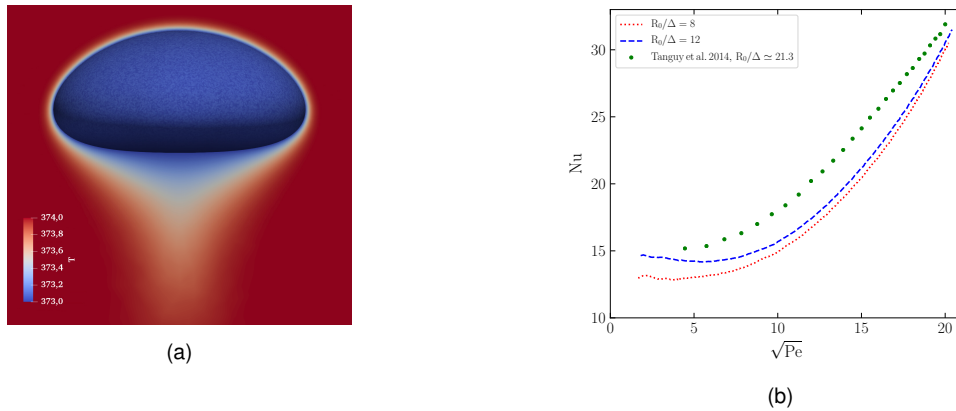 374,0
373,8
373,6
373,4
373,2
373,0
T
(a)
R₀/Δ = 8
R₀/Δ = 12
Tanguy et al. 2014, R₀/Δ ≃ 21.3
30
25
20
15
10
Nu
0 5 10 15 20
√Pe
(b)